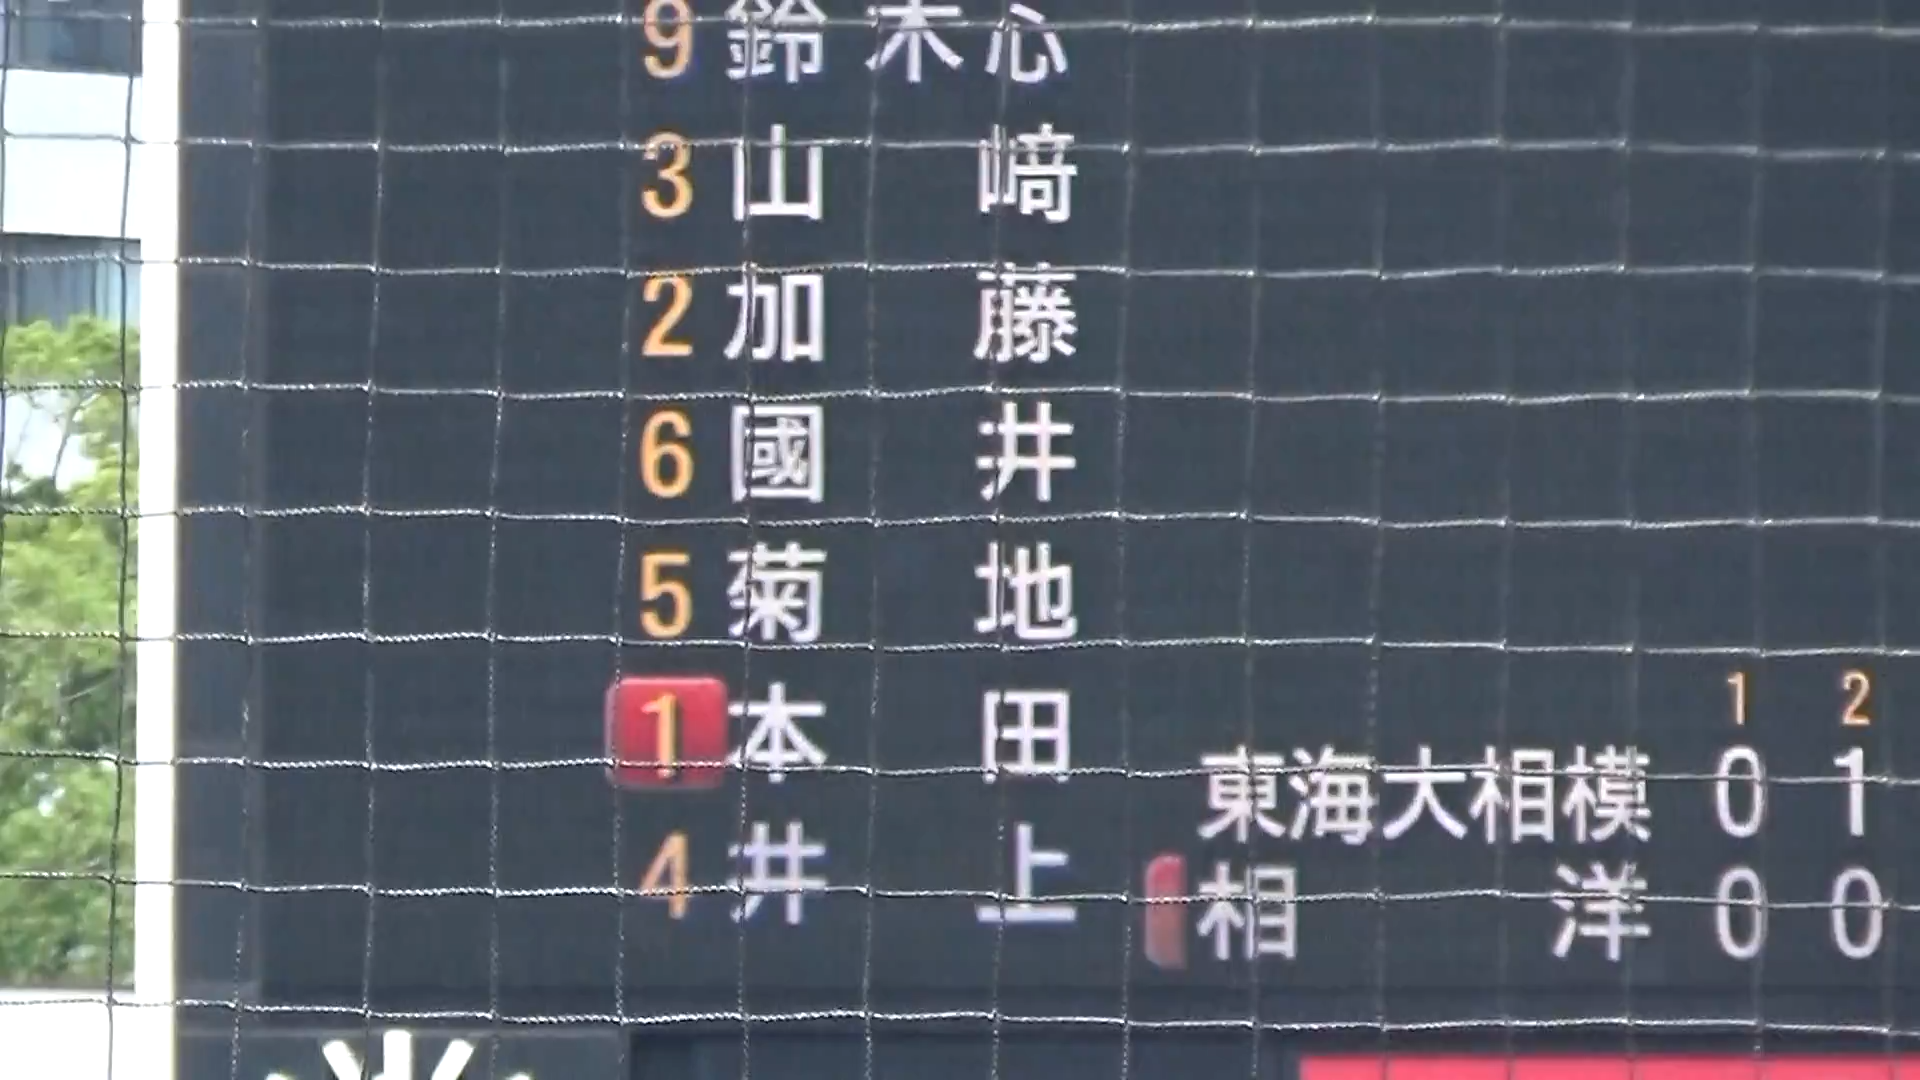 9 鈴木心
3 山﨑
2 加藤
6 國井
5 菊地
1 本田
4 井上
1 2
東海大相模 0 1
相洋 0 0